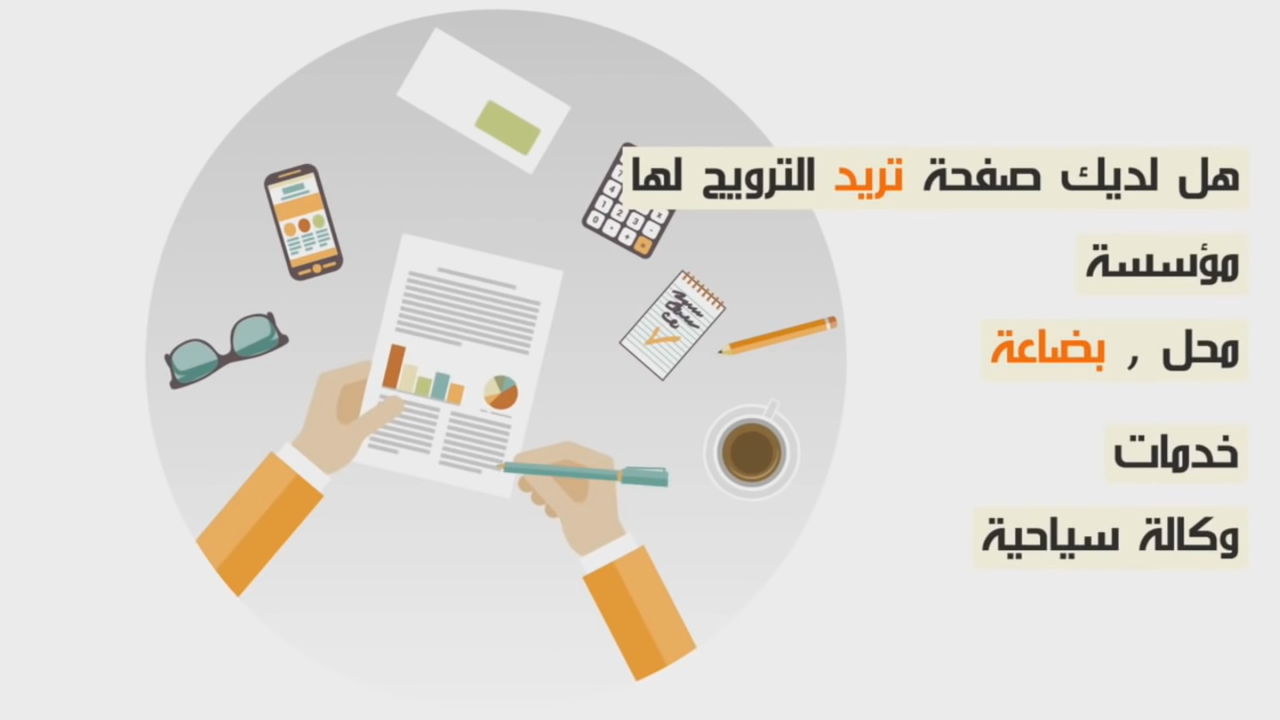 هل لديك صفحة تريد الترويج لها
مؤسسة
محل , بضاعة
خدمات
وكالة سياحية